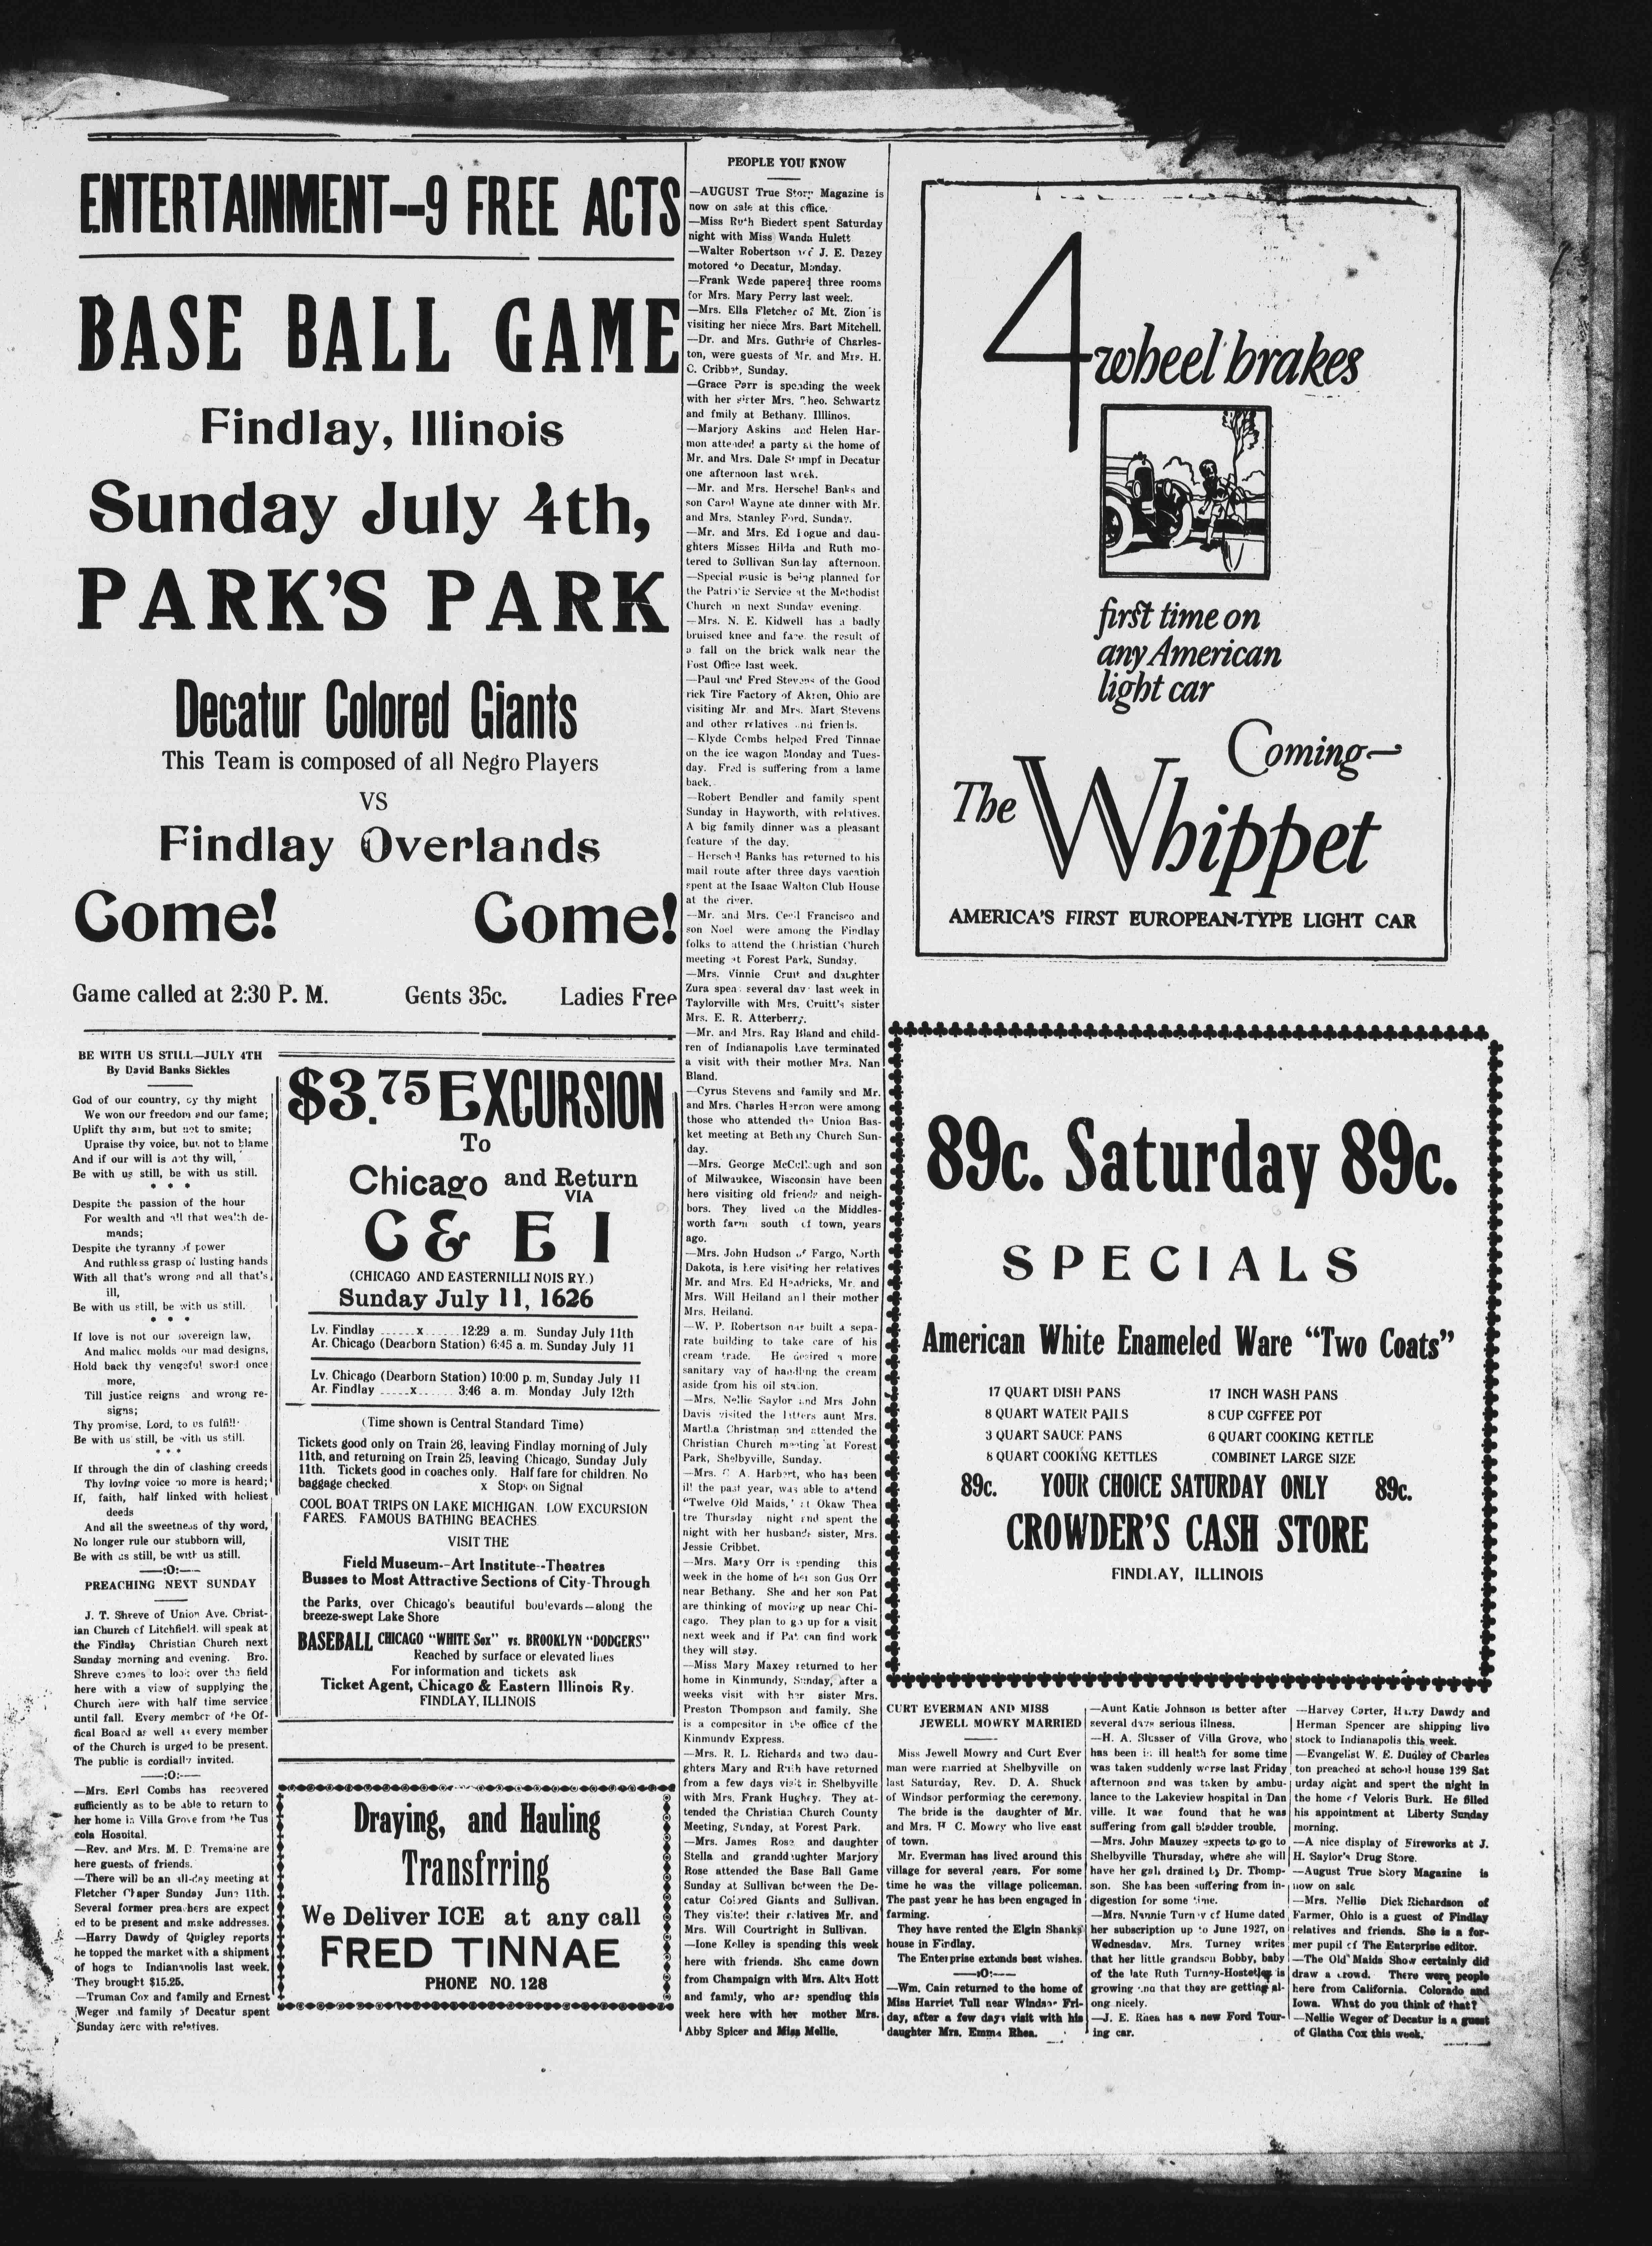 ENTERTAINMENT--9 FREE ACTS
BASE BALL GAME
Findlay, Illinois
Sunday July 4th,
PARK'S PARK
Decatur Colored Giants
This Team is composed of all Negro Players
VS
Findlay Overlands
Come! Come!
Game called at 2:30 P. M. Gents 35c. Ladies Free
BE WITH US STILL—JULY 4TH
By David Banks Sickles
God of our country, by thy might
We won our freedom and our fame;
Uplift thy aim, but not to smite;
Upraise thy voice, but not to blame
And if our will is not thy will,
Be with us still, be with us still.
* * *
Despite the passion of the hour
For wealth and all that wealth de-
mands;
Despite the tyranny of power
And ruthless grasp of lusting hands
With all that's wrong and all that's
ill,
Be with us still, be with us still.
* * *
If love is not our sovereign law,
And malice molds our mad designs,
Hold back thy vengeful sword once
more,
Till justice reigns and wrong re-
signs;
Thy promise, Lord, to us fulfill
Be with us still, be with us still.
* * *
If through the din of clashing creeds
Thy loving voice no more is heard;
If, faith, half linked with holiest
deeds
And all the sweetness of thy word,
No longer rule our stubborn will,
Be with us still, be with us still.
—:O:—
PREACHING NEXT SUNDAY
J. T. Shreve of Union Ave. Christ-
ian Church of Litchfield, will speak at
the Findlay Christian Church next
Sunday morning and evening. Bro.
Shreve comes to look over the field
here with a view of supplying the
Church here with half time service
until fall. Every member of the Of-
fical Board as well as every member
of the Church is urged to be present.
The public is cordially invited.
—:O:—
—Mrs. Earl Combs has recovered
sufficiently as to be able to return to
her home in Villa Grove from the Tus
cola Hospital.
—Rev. and Mrs. M. D. Tremaine are
here guests of friends.
—There will be an all-day meeting at
Fletcher Chaper Sunday June 11th.
Several former preachers are expect
ed to be present and make addresses.
—Harry Dawdy of Quigley reports
he topped the market with a shipment
of hogs to Indianapolis last week.
They brought $15.25.
—Truman Cox and family and Ernest
Weger and family of Decatur spent
Sunday here with relatives.
$3.75 EXCURSION
To
Chicago and Return
VIA
C & E I
(CHICAGO AND EASTERNILLI NOIS RY.)
Sunday July 11, 1626
Lv. Findlay ......x...... 12:29 a. m. Sunday July 11th
Ar. Chicago (Dearborn Station) 6:45 a. m. Sunday July 11
Lv. Chicago (Dearborn Station) 10:00 p. m. Sunday July 11
Ar. Findlay .....x...... 3:46 a. m. Monday July 12th
(Time shown is Central Standard Time)
Tickets good only on Train 26, leaving Findlay morning of July
11th, and returning on Train 25, leaving Chicago, Sunday July
11th. Tickets good in coaches only. Half fare for children. No
baggage checked. x Stops on Signal
COOL BOAT TRIPS ON LAKE MICHIGAN. LOW EXCURSION
FARES. FAMOUS BATHING BEACHES
VISIT THE
Field Museum--Art Institute--Theatres
Busses to Most Attractive Sections of City-Through
the Parks, over Chicago's beautiful boulevards—along the
breeze-swept Lake Shore
BASEBALL CHICAGO "WHITE Sox" vs. BROOKLYN "DODGERS"
Reached by surface or elevated lines
For information and tickets ask
Ticket Agent, Chicago & Eastern Illinois Ry.
FINDLAY, ILLINOIS
Draying, and Hauling
Transfrring
We Deliver ICE at any call
FRED TINNAE
PHONE NO. 128
PEOPLE YOU KNOW
—AUGUST True Story Magazine is
now on sale at this office.
—Miss Ruth Biedert spent Saturday
night with Miss Wanda Hulett
—Walter Robertson and J. E. Dazey
motored to Decatur, Monday.
—Frank Wade papered three rooms
for Mrs. Mary Perry last week.
—Mrs. Ella Fletcher of Mt. Zion is
visiting her niece Mrs. Bart Mitchell.
—Dr. and Mrs. Guthrie of Charles-
ton, were guests of Mr. and Mrs. H.
C. Cribbet, Sunday.
—Grace Parr is spending the week
with her sister Mrs. Theo. Schwartz
and fmily at Bethany. Illlinos.
—Marjory Askins and Helen Har-
mon attended a party at the home of
Mr. and Mrs. Dale Stumpf in Decatur
one afternoon last week.
—Mr. and Mrs. Herschel Banks and
son Carol Wayne ate dinner with Mr.
and Mrs. Stanley Ford, Sunday.
—Mr. and Mrs. Ed Logue and dau-
ghters Misses Hilda and Ruth mo-
tered to Sullivan Sunday afternoon.
—Special music is being planned for
the Patriotic Service at the Methodist
Church on next Sunday evening.
—Mrs. N. E. Kidwell has a badly
bruised knee and face, the result of
a fall on the brick walk near the
Post Office last week.
—Paul and Fred Stevens of the Good
rick Tire Factory of Akron, Ohio are
visiting Mr. and Mrs. Mart Stevens
and other relatives and friends.
—Klyde Combs helped Fred Tinnae
on the ice wagon Monday and Tues-
day. Fred is suffering from a lame
back.
—Robert Bendler and family spent
Sunday in Hayworth, with relatives.
A big family dinner was a pleasant
feature of the day.
—Herschel Banks has returned to his
mail route after three days vacation
spent at the Isaac Walton Club House
at the river.
—Mr. and Mrs. Cecil Francisco and
son Noel were among the Findlay
folks to attend the Christian Church
meeting at Forest Park, Sunday.
—Mrs. Vinnie Cruit and daughter
Zura spent several days last week in
Taylorville with Mrs. Cruitt's sister
Mrs. E. R. Atterberry.
—Mr. and Mrs. Ray Bland and child-
ren of Indianapolis have terminated
a visit with their mother Mrs. Nan
Bland.
—Cyrus Stevens and family and Mr.
and Mrs. Charles Herron were among
those who attended the Union Bas-
ket meeting at Bethany Church Sun-
day.
—Mrs. George McCullough and son
of Milwaukee, Wisconsin have been
here visiting old friends and neigh-
bors. They lived on the Middles-
worth farm south of town, years
ago.
—Mrs. John Hudson of Fargo, North
Dakota, is here visiting her relatives
Mr. and Mrs. Ed Hendricks, Mr. and
Mrs. Will Heiland and their mother
Mrs. Heiland.
—W. P. Robertson has built a sepa-
rate building to take care of his
cream trade. He desired a more
sanitary way of handling the cream
aside from his oil station.
—Mrs. Nellie Saylor and Mrs John
Davis visited the latters aunt Mrs.
Martha Christman and attended the
Christian Church meeting at Forest
Park, Shelbyville, Sunday.
—Mrs. C. A. Harbert, who has been
ill the past year, was able to attend
"Twelve Old Maids,' at Okaw Thea
tre Thursday night and spent the
night with her husbands sister, Mrs.
Jessie Cribbet.
—Mrs. Mary Orr is spending this
week in the home of her son Gus Orr
near Bethany. She and her son Pat
are thinking of moving up near Chi-
cago. They plan to go up for a visit
next week and if Pat can find work
they will stay.
—Miss Mary Maxey returned to her
home in Kinmundy, Sunday, after a
weeks visit with her sister Mrs.
Preston Thompson and family. She
is a compositor in the office of the
Kinmundy Express.
—Mrs. R. L. Richards and two dau-
ghters Mary and Ruth have returned
from a few days visit in Shelbyville
with Mrs. Frank Hughey. They at-
tended the Christian Church County
Meeting, Sunday, at Forest Park.
—Mrs. James Rose and daughter
Stella and granddaughter Marjory
Rose attended the Base Ball Game
Sunday at Sullivan between the De-
catur Colored Giants and Sullivan.
They visited their relatives Mr. and
Mrs. Will Courtright in Sullivan.
—Ione Kelley is spending this week
here with friends. She came down
from Champaign with Mrs. Alta Hott
and family, who are spending this
week here with her mother Mrs.
Abby Spicer and Miss Mellie.
4 wheel brakes
first time on
any American
light car
Coming—
The Whippet
AMERICA'S FIRST EUROPEAN-TYPE LIGHT CAR
89c. Saturday 89c.
SPECIALS
American White Enameled Ware "Two Coats"
17 QUART DISH PANS 17 INCH WASH PANS
8 QUART WATER PAILS 8 CUP COFFEE POT
3 QUART SAUCE PANS 6 QUART COOKING KETTLE
8 QUART COOKING KETTLES COMBINET LARGE SIZE
89c. YOUR CHOICE SATURDAY ONLY 89c.
CROWDER'S CASH STORE
FINDLAY, ILLINOIS
CURT EVERMAN AND MISS
JEWELL MOWRY MARRIED
Miss Jewell Mowry and Curt Ever
man were married at Shelbyville on
last Saturday, Rev. D. A. Shuck
of Windsor performing the ceremony.
The bride is the daughter of Mr.
and Mrs. H C. Mowry who live east
of town.
Mr. Everman has lived around this
village for several years. For some
time he was the village policeman.
The past year he has been engaged in
farming.
They have rented the Elgin Shanks
house in Findlay.
The Enterprise extends best wishes.
—:O:—
—Wm. Cain returned to the home of
Miss Harriet Tull near Windsor Fri-
day, after a few days visit with his
daughter Mrs. Emma Rhea.
—Aunt Katie Johnson is better after
several days serious illness.
—H. A. Slusser of Villa Grove, who
has been in ill health for some time
was taken suddenly worse last Friday
afternoon and was taken by ambu-
lance to the Lakeview hospital in Dan
ville. It was found that he was
suffering from gall bladder trouble.
—Mrs. John Mauzey expects to go to
Shelbyville Thursday, where she will
have her gall drained by Dr. Thomp-
son. She has been suffering from in-
digestion for some time.
—Mrs. Nannie Turney of Hume dated
her subscription up to June 1927, on
Wednesday. Mrs. Turney writes
that her little grandson Bobby, baby
of the late Ruth Turney-Hostetler is
growing and that they are getting al-
ong nicely.
—J. E. Rhea has a new Ford Tour-
ing car.
—Harvey Carter, Harry Dawdy and
Herman Spencer are shipping live
stock to Indianapolis this week.
—Evangelist W. E. Dudley of Charles
ton preached at school house 139 Sat
urday night and spent the night in
the home of Veloris Burk. He filled
his appointment at Liberty Sunday
morning.
—A nice display of Fireworks at J.
H. Saylor's Drug Store.
—August True Story Magazine is
now on sale
—Mrs. Nellie Dick Richardson of
Farmer, Ohio is a guest of Findlay
relatives and friends. She is a for-
mer pupil of The Enterprise editor.
—The Old Maids Show certainly did
draw a crowd. There were people
here from California. Colorado and
Iowa. What do you think of that?
—Nellie Weger of Decatur is a guest
of Glatha Cox this week.